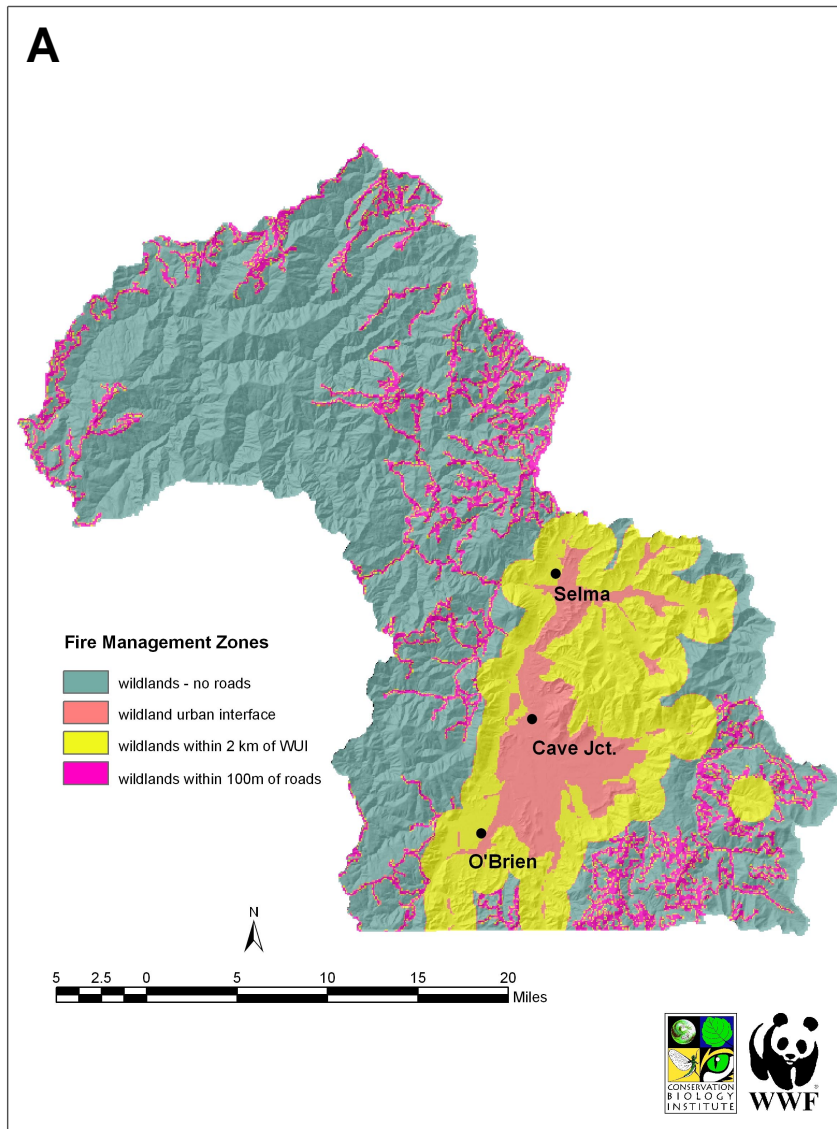 A
Selma
Fire Management Zones
wildlands - no roads
wildland urban interface
wildlands within 2 km of WUI
wildlands within 100m of roads
Cave Jct.
O'Brien
N
5 2.5 0 5 10 15 20
Miles
CONSERVATION
BIOLOGY
INSTITUTE
®
WWF